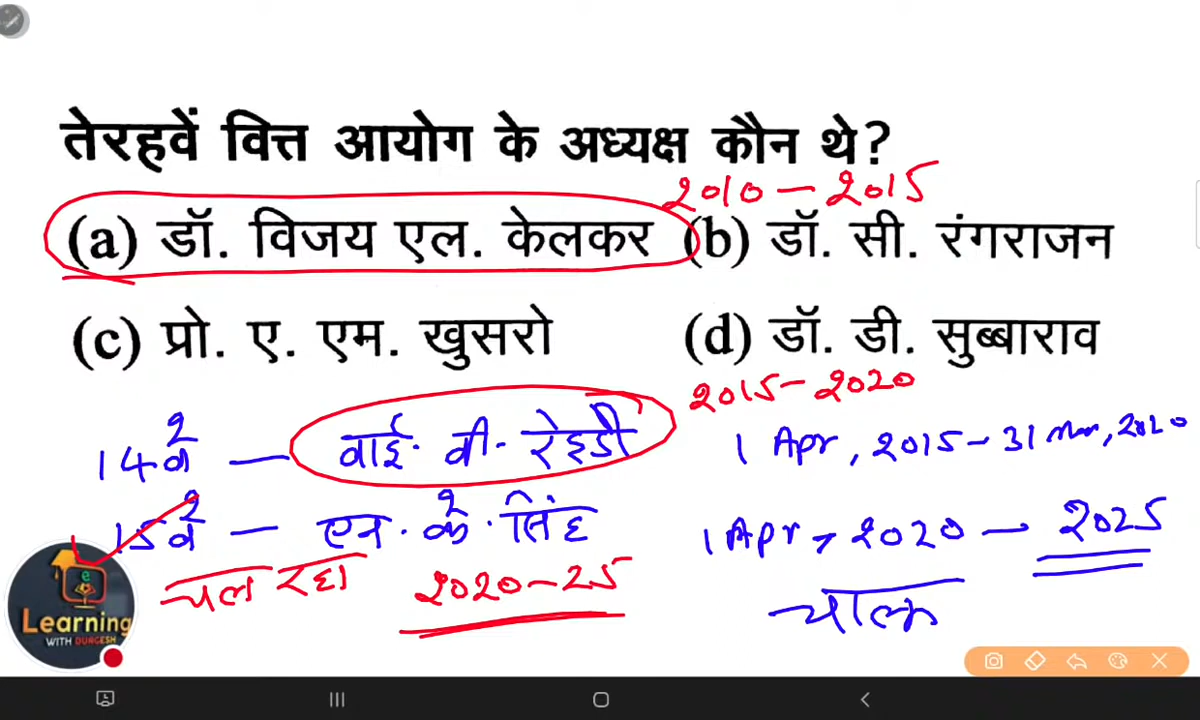 तेरहवें वित्त आयोग के अध्यक्ष कौन थे?
2010 - 2015
(a) डॉ. विजय एल. केलकर (b) डॉ. सी. रंगराजन
(c) प्रो. ए. एम. खुसरो (d) डॉ. डी. सुब्बाराव
2015-2020
14वे — वाई. वी. रेड्डी 1 Apr, 2015-31 Mar, 2020
15वे — एन. के. सिंह 1 Apr, 2020 - 2025
चल रहा 2020-25
चालू
e
Learning
WITH DURGESH